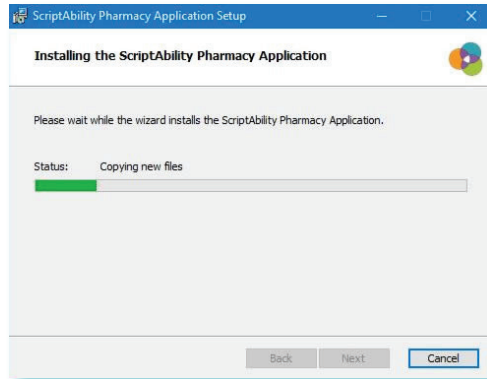 ScriptAbility Pharmacy Application Setup
Installing the ScriptAbility Pharmacy Application
Please wait while the wizard installs the ScriptAbility Pharmacy Application.
Status: Copying new files
Back Next Cancel